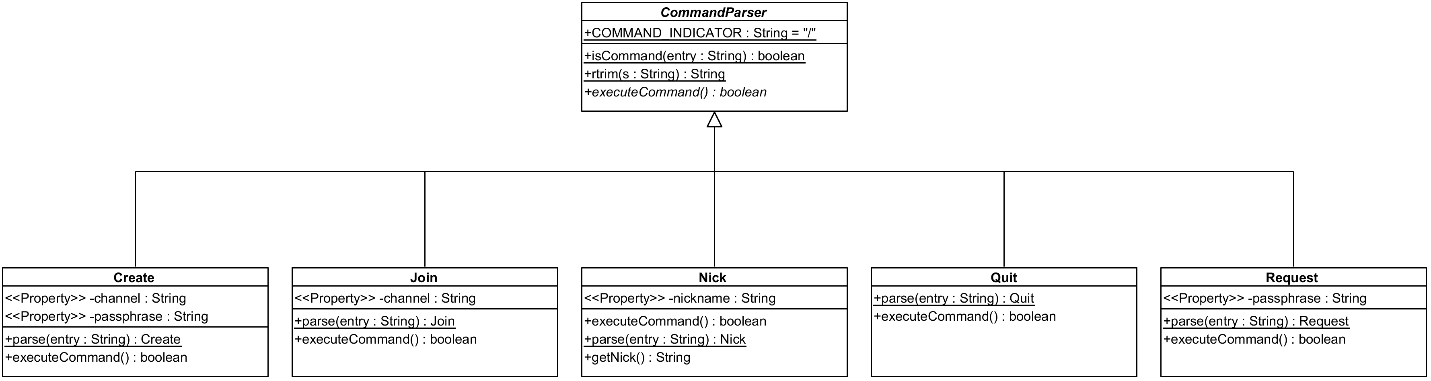 CommandParser
+COMMAND_INDICATOR : String = "/"
+isCommand(entry : String) : boolean
+rtrim(s : String) : String
+executeCommand() : boolean
Create
<<Property>> -channel : String
<<Property>> -passphrase : String
+parse(entry : String) : Create
+executeCommand() : boolean
Join
<<Property>> -channel : String
+parse(entry : String) : Join
+executeCommand() : boolean
Nick
<<Property>> -nickname : String
+executeCommand() : boolean
+parse(entry : String) : Nick
+getNick() : String
Quit
+parse(entry : String) : Quit
+executeCommand() : boolean
Request
<<Property>> -passphrase : String
+parse(entry : String) : Request
+executeCommand() : boolean